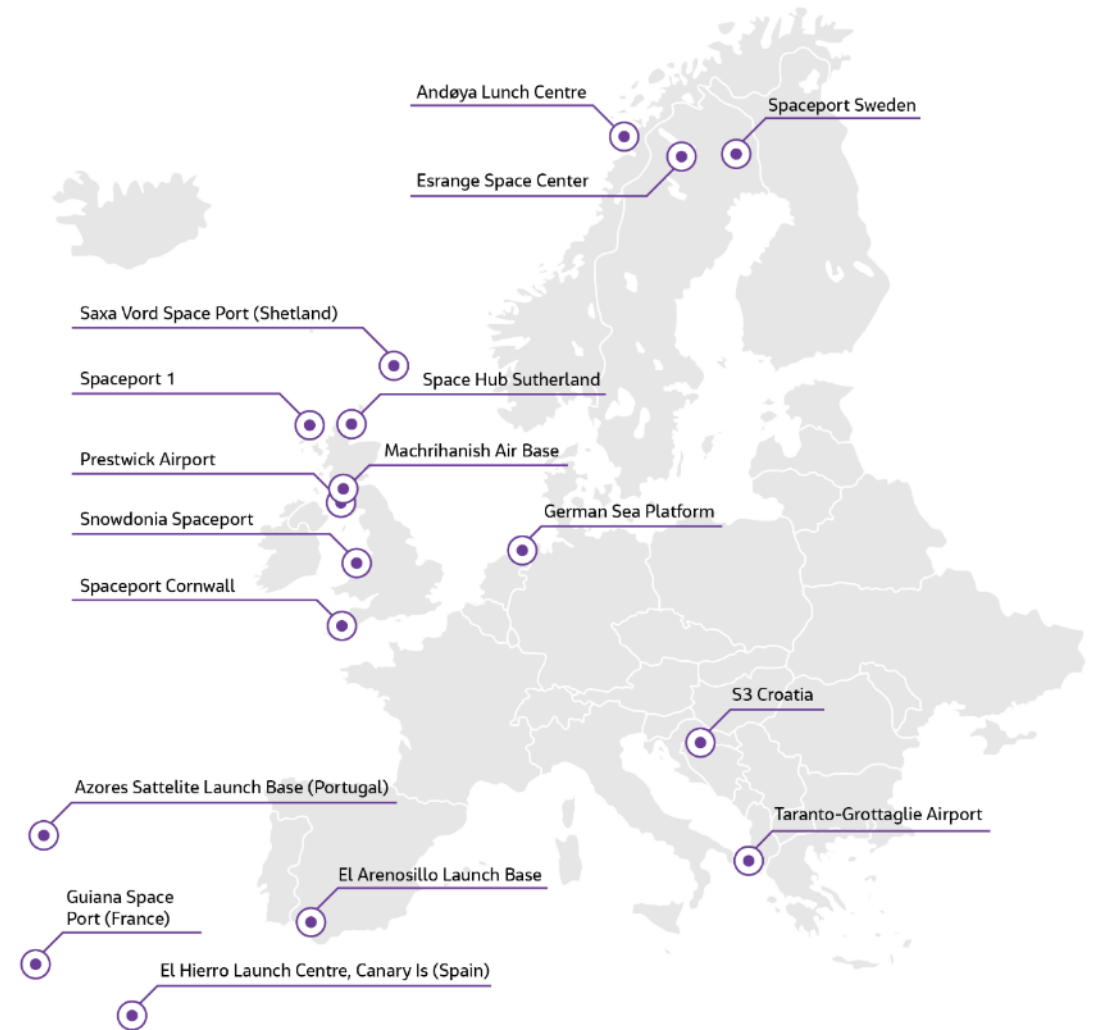 Andøya Lunch Centre
Spaceport Sweden
Esrange Space Center
Saxa Vord Space Port (Shetland)
Spaceport 1
Space Hub Sutherland
Machrihanish Air Base
Prestwick Airport
German Sea Platform
Snowdonia Spaceport
Spaceport Cornwall
S3 Croatia
Azores Sattelite Launch Base (Portugal)
Taranto-Grottaglie Airport
El Arenosillo Launch Base
Guiana Space
Port (France)
El Hierro Launch Centre, Canary Is (Spain)